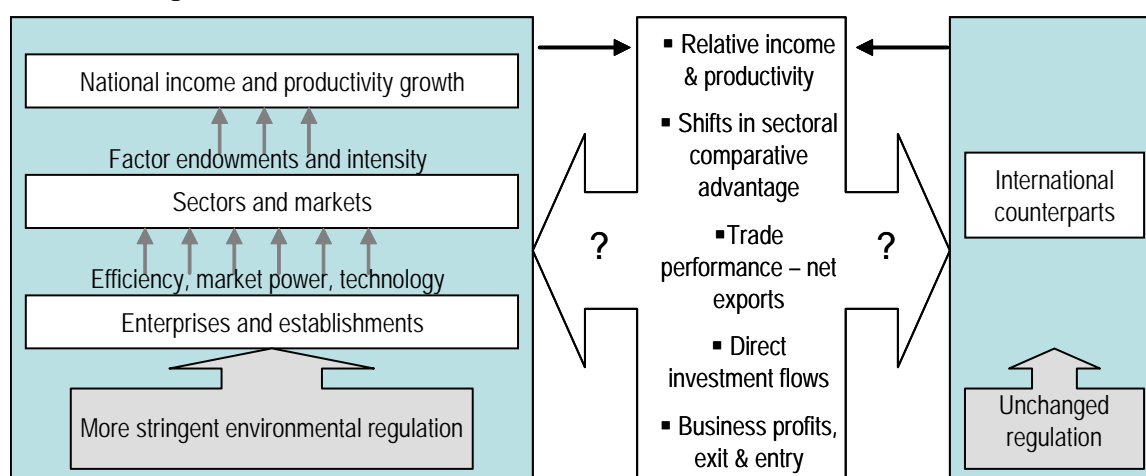 National income and productivity growth
Factor endowments and intensity
Sectors and markets
Efficiency, market power, technology
Enterprises and establishments
More stringent environmental regulation
?
▪ Relative income
& productivity
▪ Shifts in sectoral
comparative
advantage
▪Trade
performance – net
exports
▪ Direct
investment flows
▪ Business profits,
exit & entry
?
International
counterparts
Unchanged
regulation